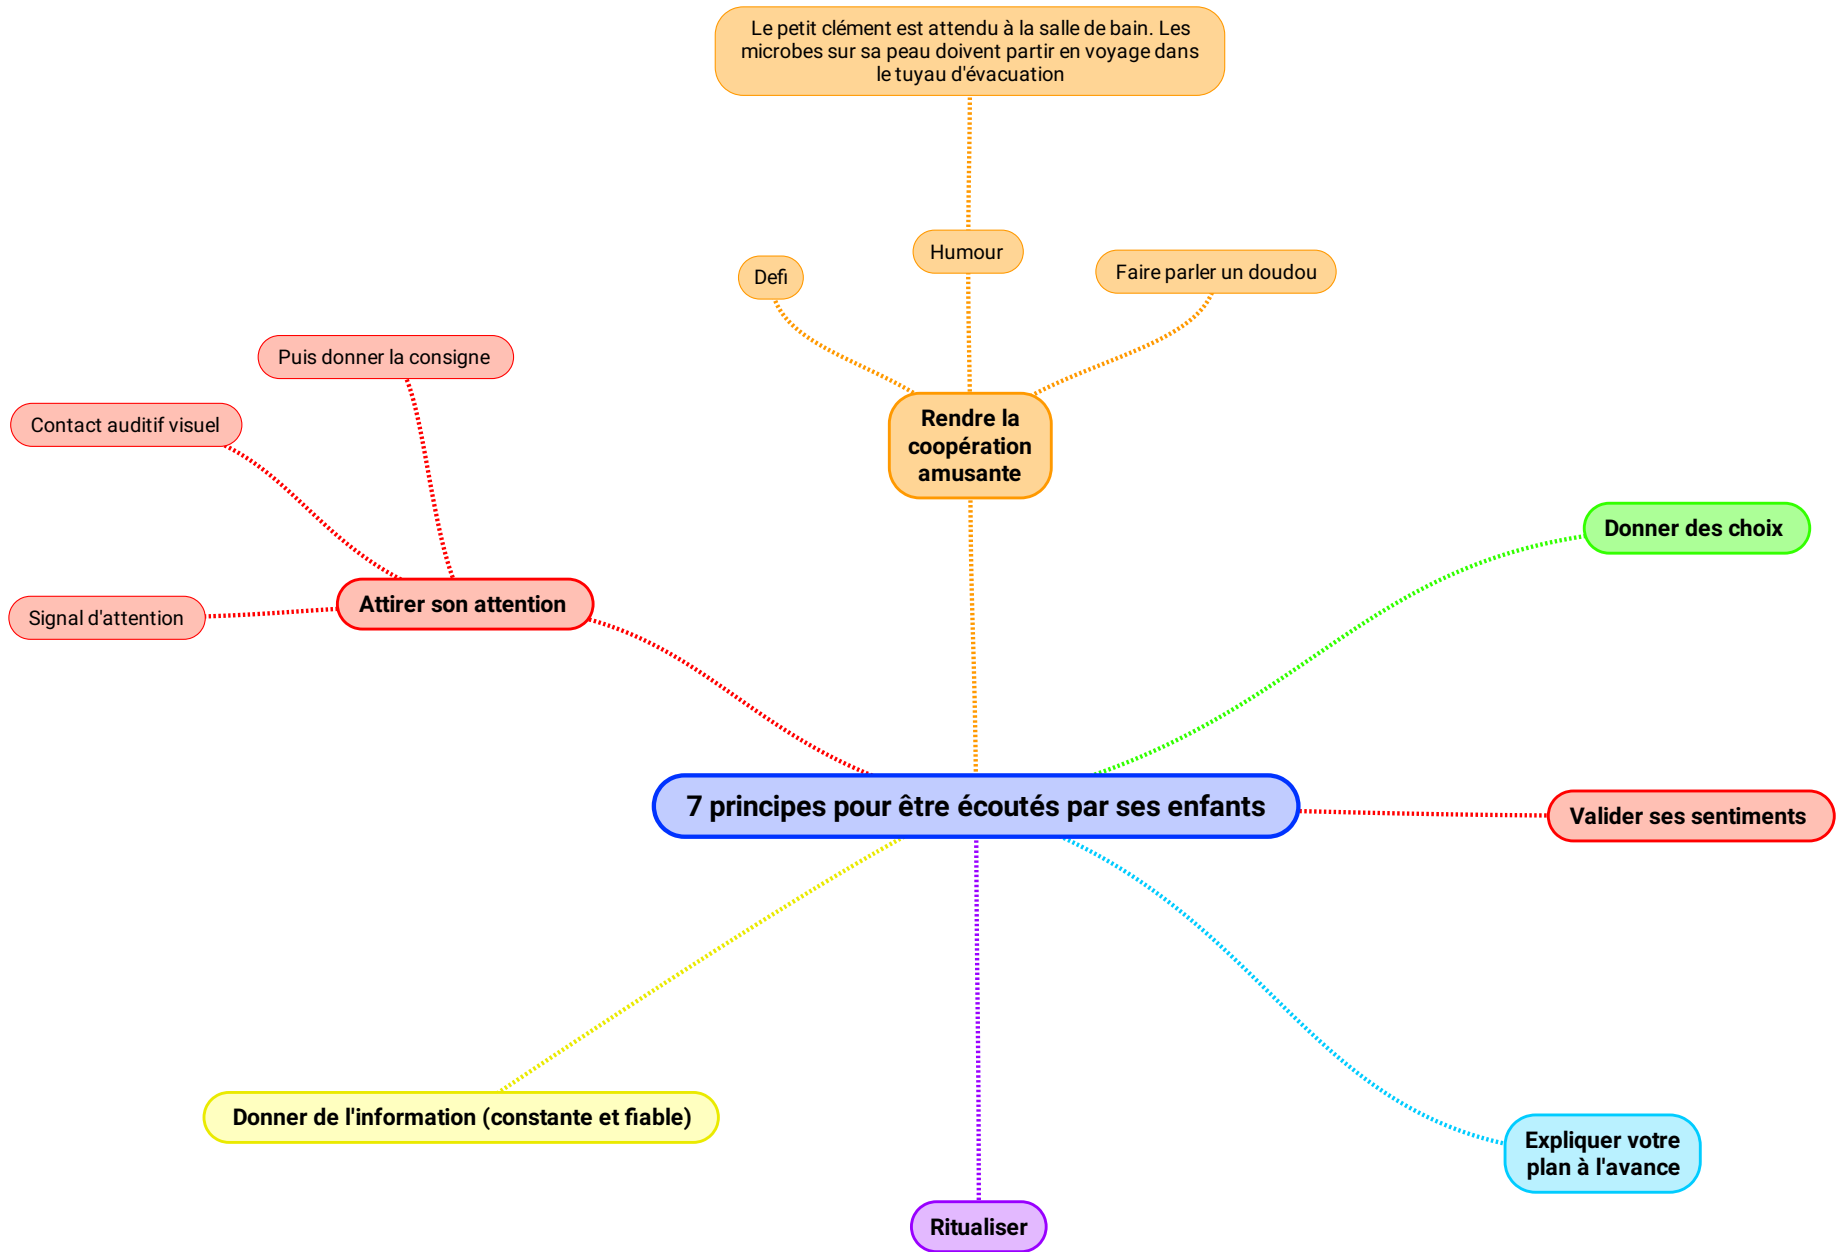 Le petit clément est attendu à la salle de bain. Les
microbes sur sa peau doivent partir en voyage dans
le tuyau d'évacuation
Humour
Defi
Faire parler un doudou
Puis donner la consigne
Contact auditif visuel
Rendre la
coopération
amusante
Donner des choix
Attirer son attention
Signal d'attention
7 principes pour être écoutés par ses enfants
Valider ses sentiments
Donner de l'information (constante et fiable)
Expliquer votre
plan à l'avance
Ritualiser